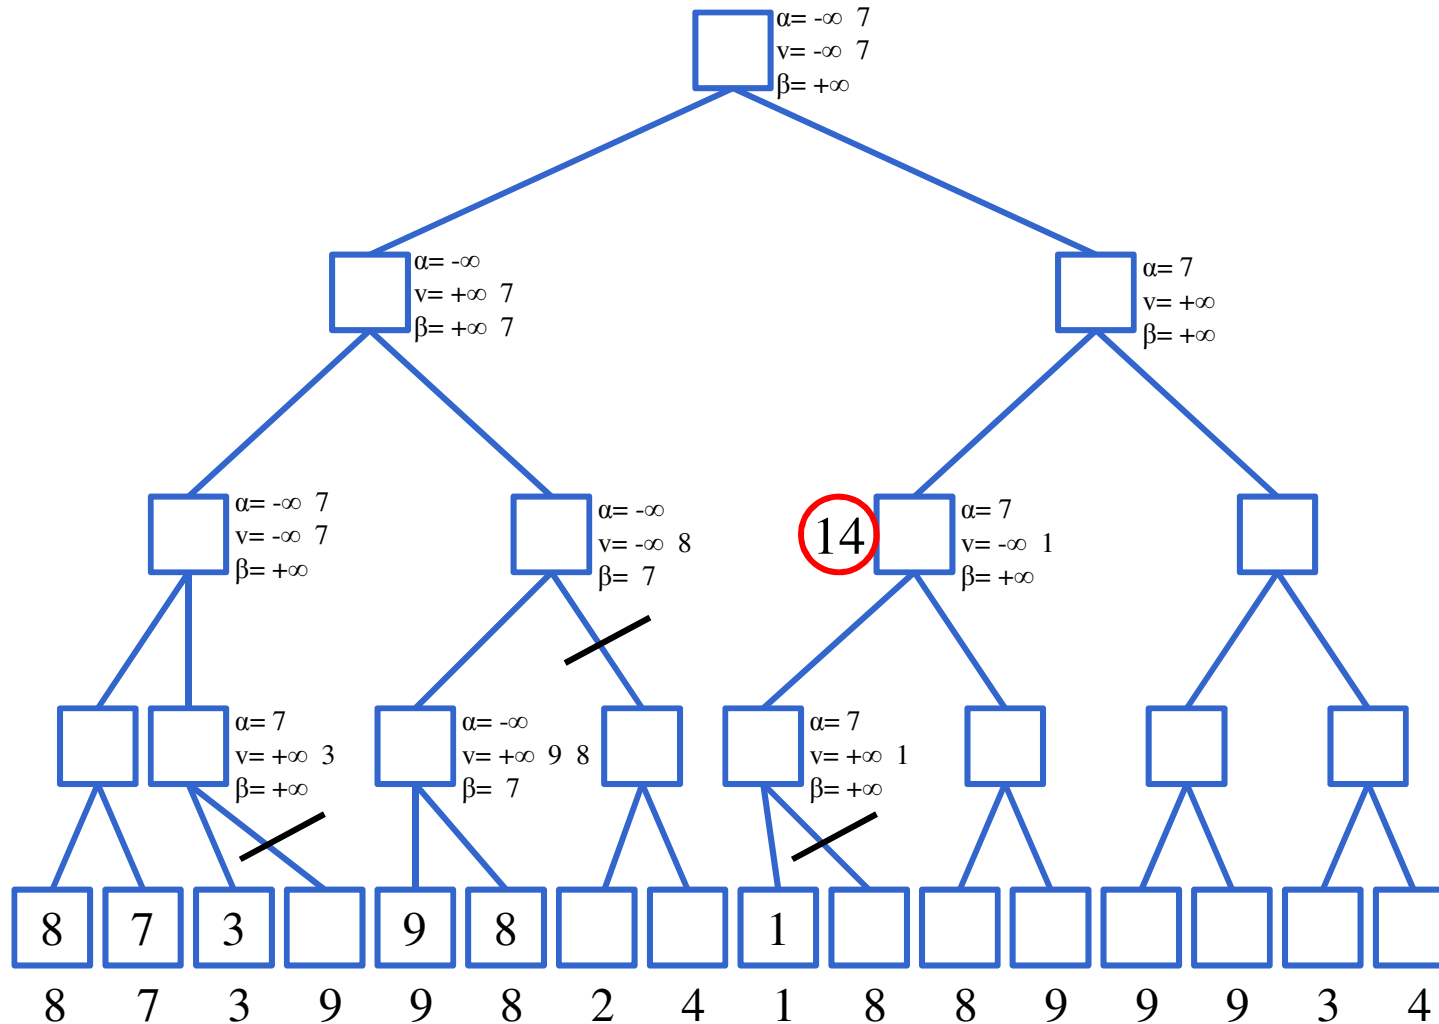 α= -∞ 7
v= -∞ 7
β= +∞
α= -∞
v= +∞ 7
β= +∞ 7
α= 7
v= +∞
β= +∞
α= -∞ 7
v= -∞ 7
β= +∞
α= -∞
v= -∞ 8
β= 7
14
α= 7
v= -∞ 1
β= +∞
α= 7
v= +∞ 3
β= +∞
α= -∞
v= +∞ 9 8
β= 7
α= 7
v= +∞ 1
β= +∞
8 7 3 9 8 1
8 7 3 9 9 8 2 4 1 8 8 9 9 9 3 4